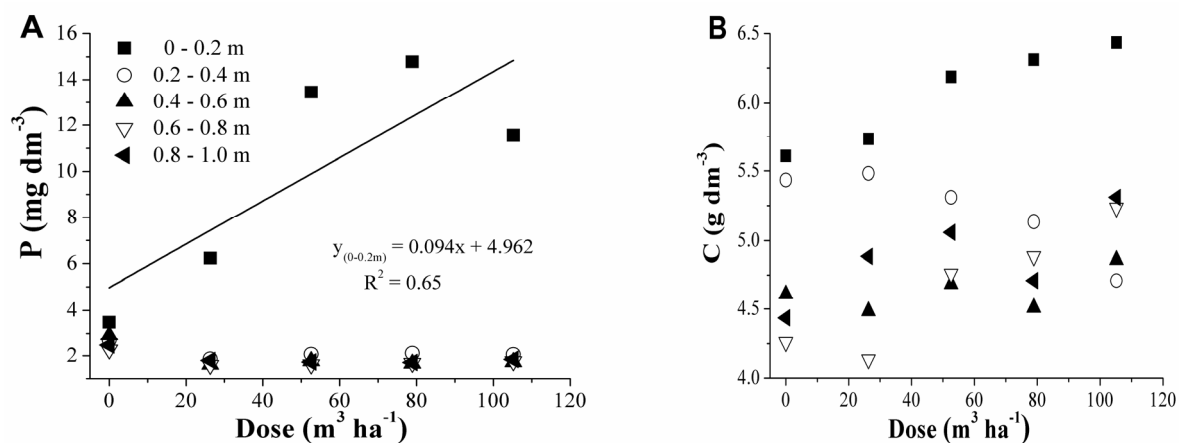 A
P (mg dm⁻³)
16
14
12
10
8
6
4
2
0 - 0.2 m
0.2 - 0.4 m
0.4 - 0.6 m
0.6 - 0.8 m
0.8 - 1.0 m
y(0-0.2m) = 0.094x + 4.962
R² = 0.65
0 20 40 60 80 100 120
Dose (m³ ha⁻¹)
B
C (g dm⁻³)
6.5
6.0
5.5
5.0
4.5
4.0
0 20 40 60 80 100 120
Dose (m³ ha⁻¹)